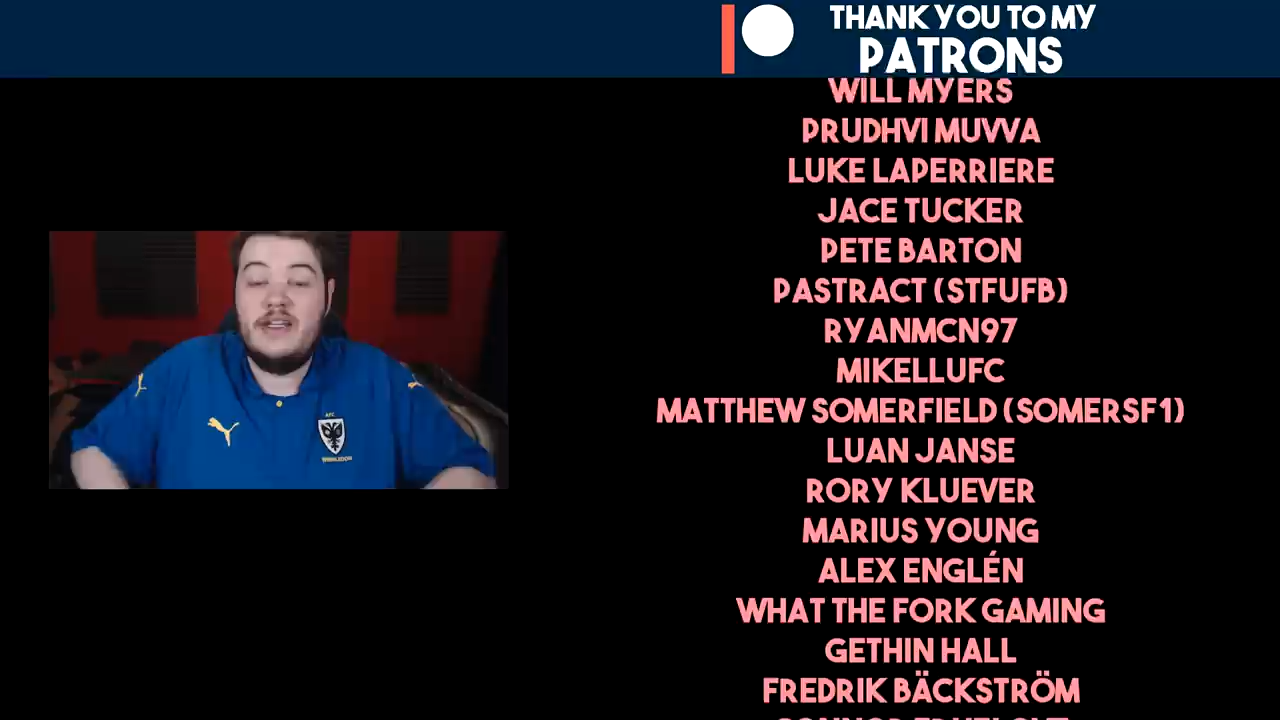 THANK YOU TO MY
PATRONS
WILL MYERS
PRUDHVI MUVVA
LUKE LAPERRIERE
JACE TUCKER
PETE BARTON
PASTRACT (STFUFB)
RYANMCN97
MIKELLUFC
MATTHEW SOMERFIELD (SOMERSF1)
LUAN JANSE
RORY KLUEVER
MARIUS YOUNG
ALEX ENGLÉN
WHAT THE FORK GAMING
GETHIN HALL
FREDRIK BÄCKSTRÖM
AFC
WIMBLEDON